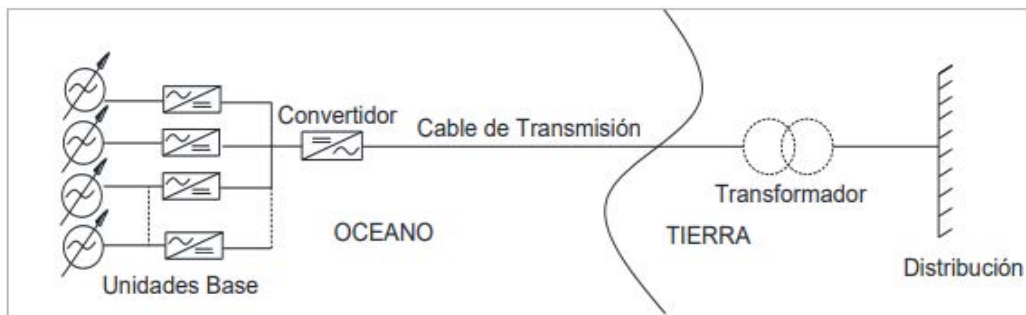 Convertidor
Cable de Transmisión
Transformador
OCEANO
TIERRA
Distribución
Unidades Base